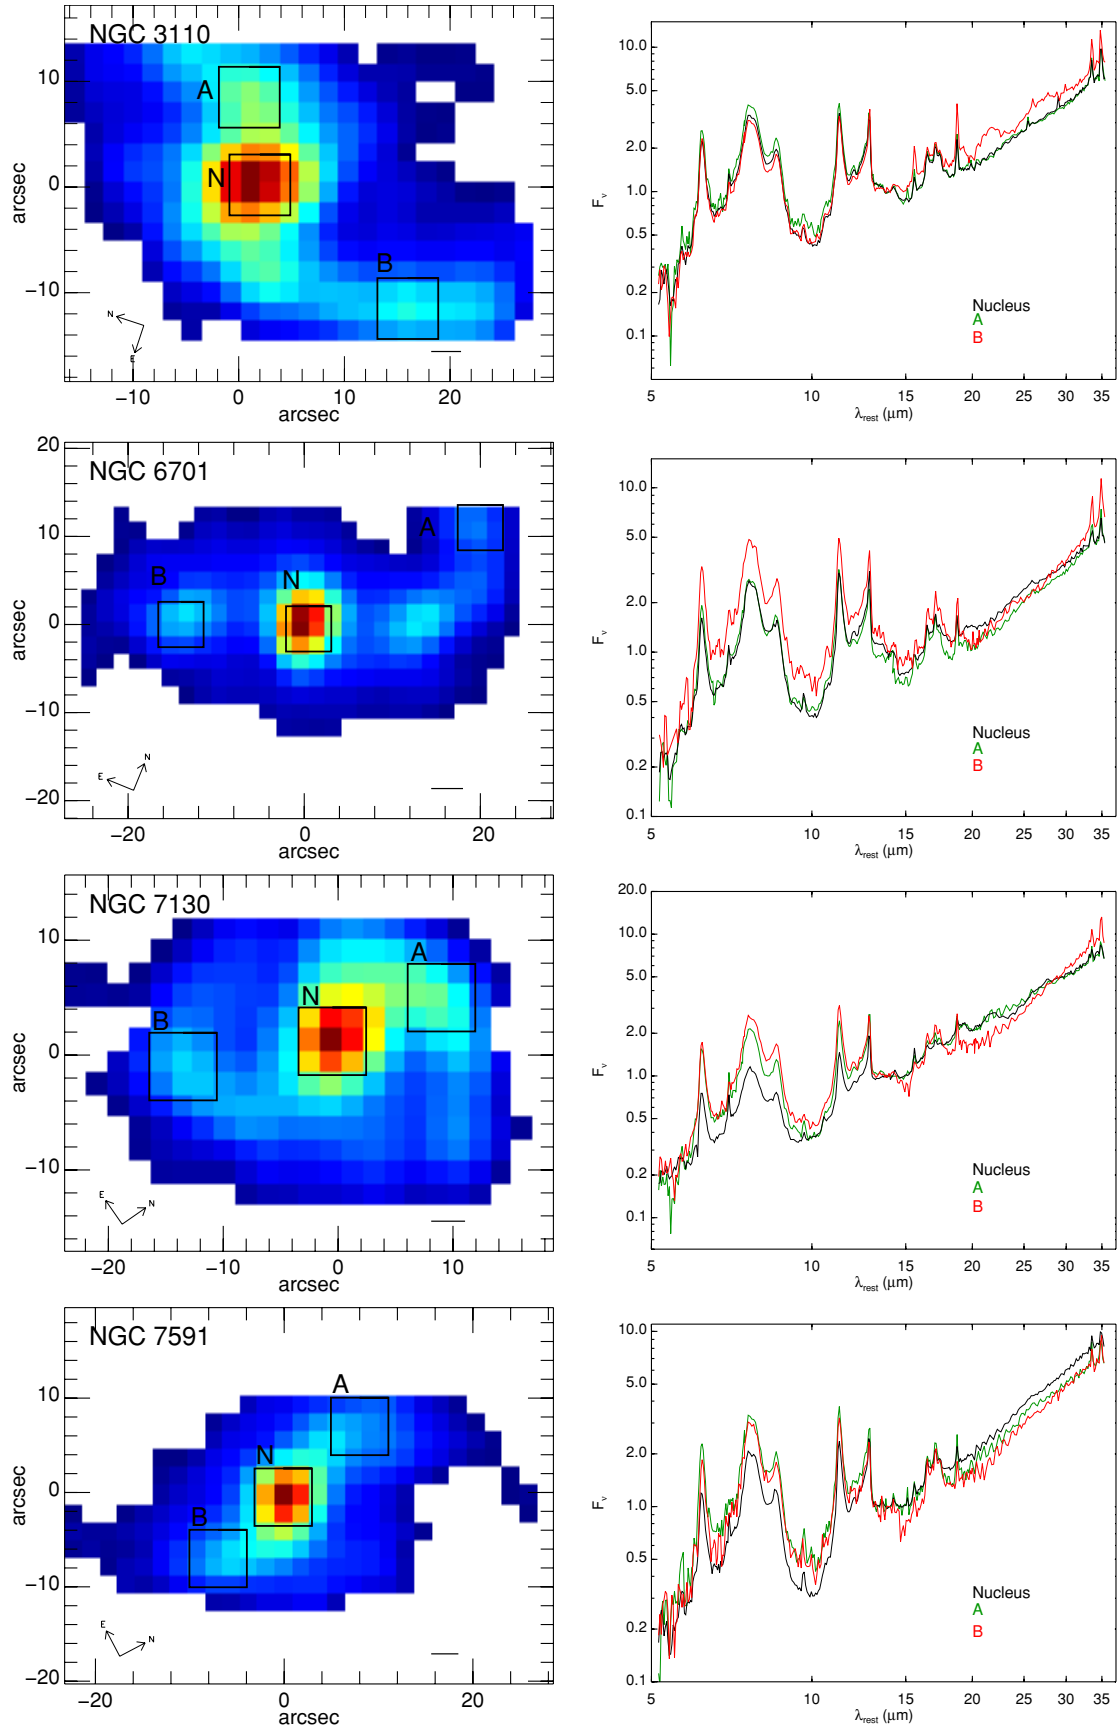 NGC 3110
A
N
B
N
E
10
0
−10
arcsec
−10 0 10 20
arcsec
10.0
5.0
2.0
1.0
0.5
0.2
0.1
Fν
Nucleus
A
B
5 10 15 20 25 30 35
λrest (μm)
NGC 6701
A
B
N
E
N
20
10
0
−10
−20
arcsec
−20 0 20
arcsec
10.0
5.0
2.0
1.0
0.5
0.2
0.1
Fν
Nucleus
A
B
5 10 15 20 25 30 35
λrest (μm)
NGC 7130
A
N
B
E
N
10
0
−10
arcsec
−20 −10 0 10
arcsec
20.0
10.0
5.0
2.0
1.0
0.5
0.2
0.1
Fν
Nucleus
A
B
5 10 15 20 25 30 35
λrest (μm)
NGC 7591
A
N
B
E
N
10
0
−10
−20
arcsec
−20 0 20
arcsec
10.0
5.0
2.0
1.0
0.5
0.2
0.1
Fν
Nucleus
A
B
5 10 15 20 25 30 35
λrest (μm)